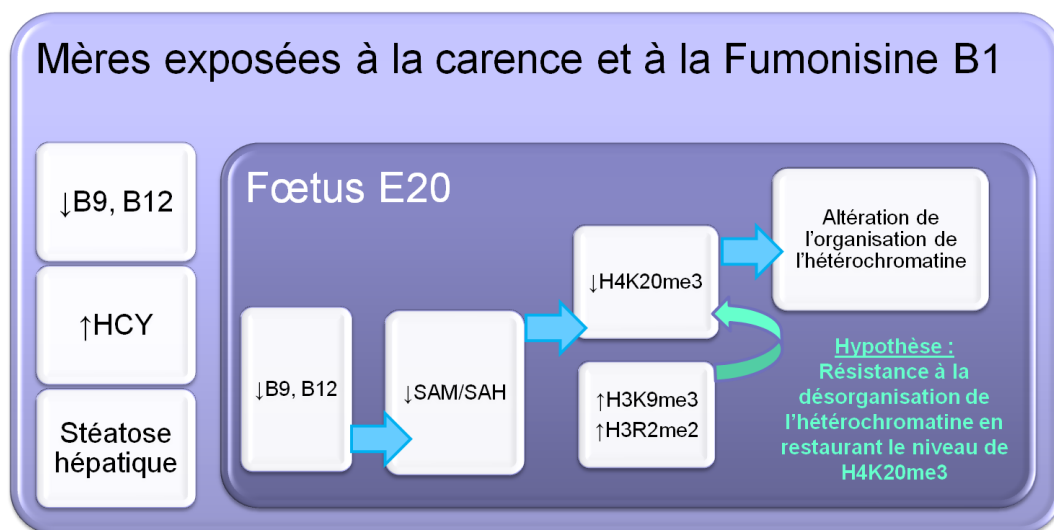 Mères exposées à la carence et à la Fumonisine B1
↓B9, B12
↑HCY
Stéatose
hépatique
Fœtus E20
↓B9, B12
↓SAM/SAH
↓H4K20me3
↑H3K9me3
↑H3R2me2
Altération de
l'organisation de
l'hétérochromatine
Hypothèse :
Résistance à la
désorganisation de
l'hétérochromatine en
restaurant le niveau de
H4K20me3